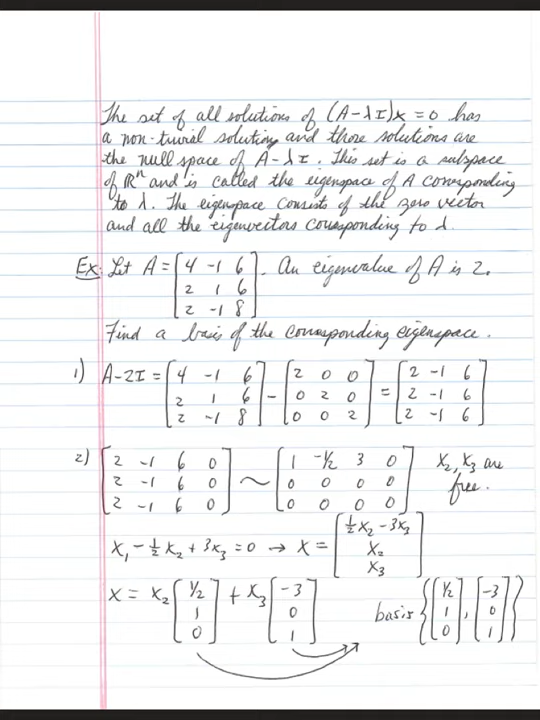 The set of all solutions of (A-λI)x = 0 has
a non-trivial solution and those solutions are
the null space of A-λI. This set is a subspace
of ℝⁿ and is called the eigenspace of A corresponding
to λ. The eigenspace consists of the zero vector
and all the eigenvectors corresponding to λ.
Ex: Let A = [4 -1 6; 2 1 6; 2 -1 8]. An eigenvalue of A is 2.
Find a basis of the corresponding eigenspace.
1) A-2I = [4 -1 6; 2 1 6; 2 -1 8] - [2 0 0; 0 2 0; 0 0 2] = [2 -1 6; 2 -1 6; 2 -1 6]
2) [2 -1 6 0; 2 -1 6 0; 2 -1 6 0] ~ [1 -1/2 3 0; 0 0 0 0; 0 0 0 0] x₂, x₃ are
free.
x₁ - ½x₂ + 3x₃ = 0 → x = [½x₂ - 3x₃; x₂; x₃]
x = x₂ [1/2; 1; 0] + x₃ [-3; 0; 1] basis {[1/2; 1; 0], [-3; 0; 1]}